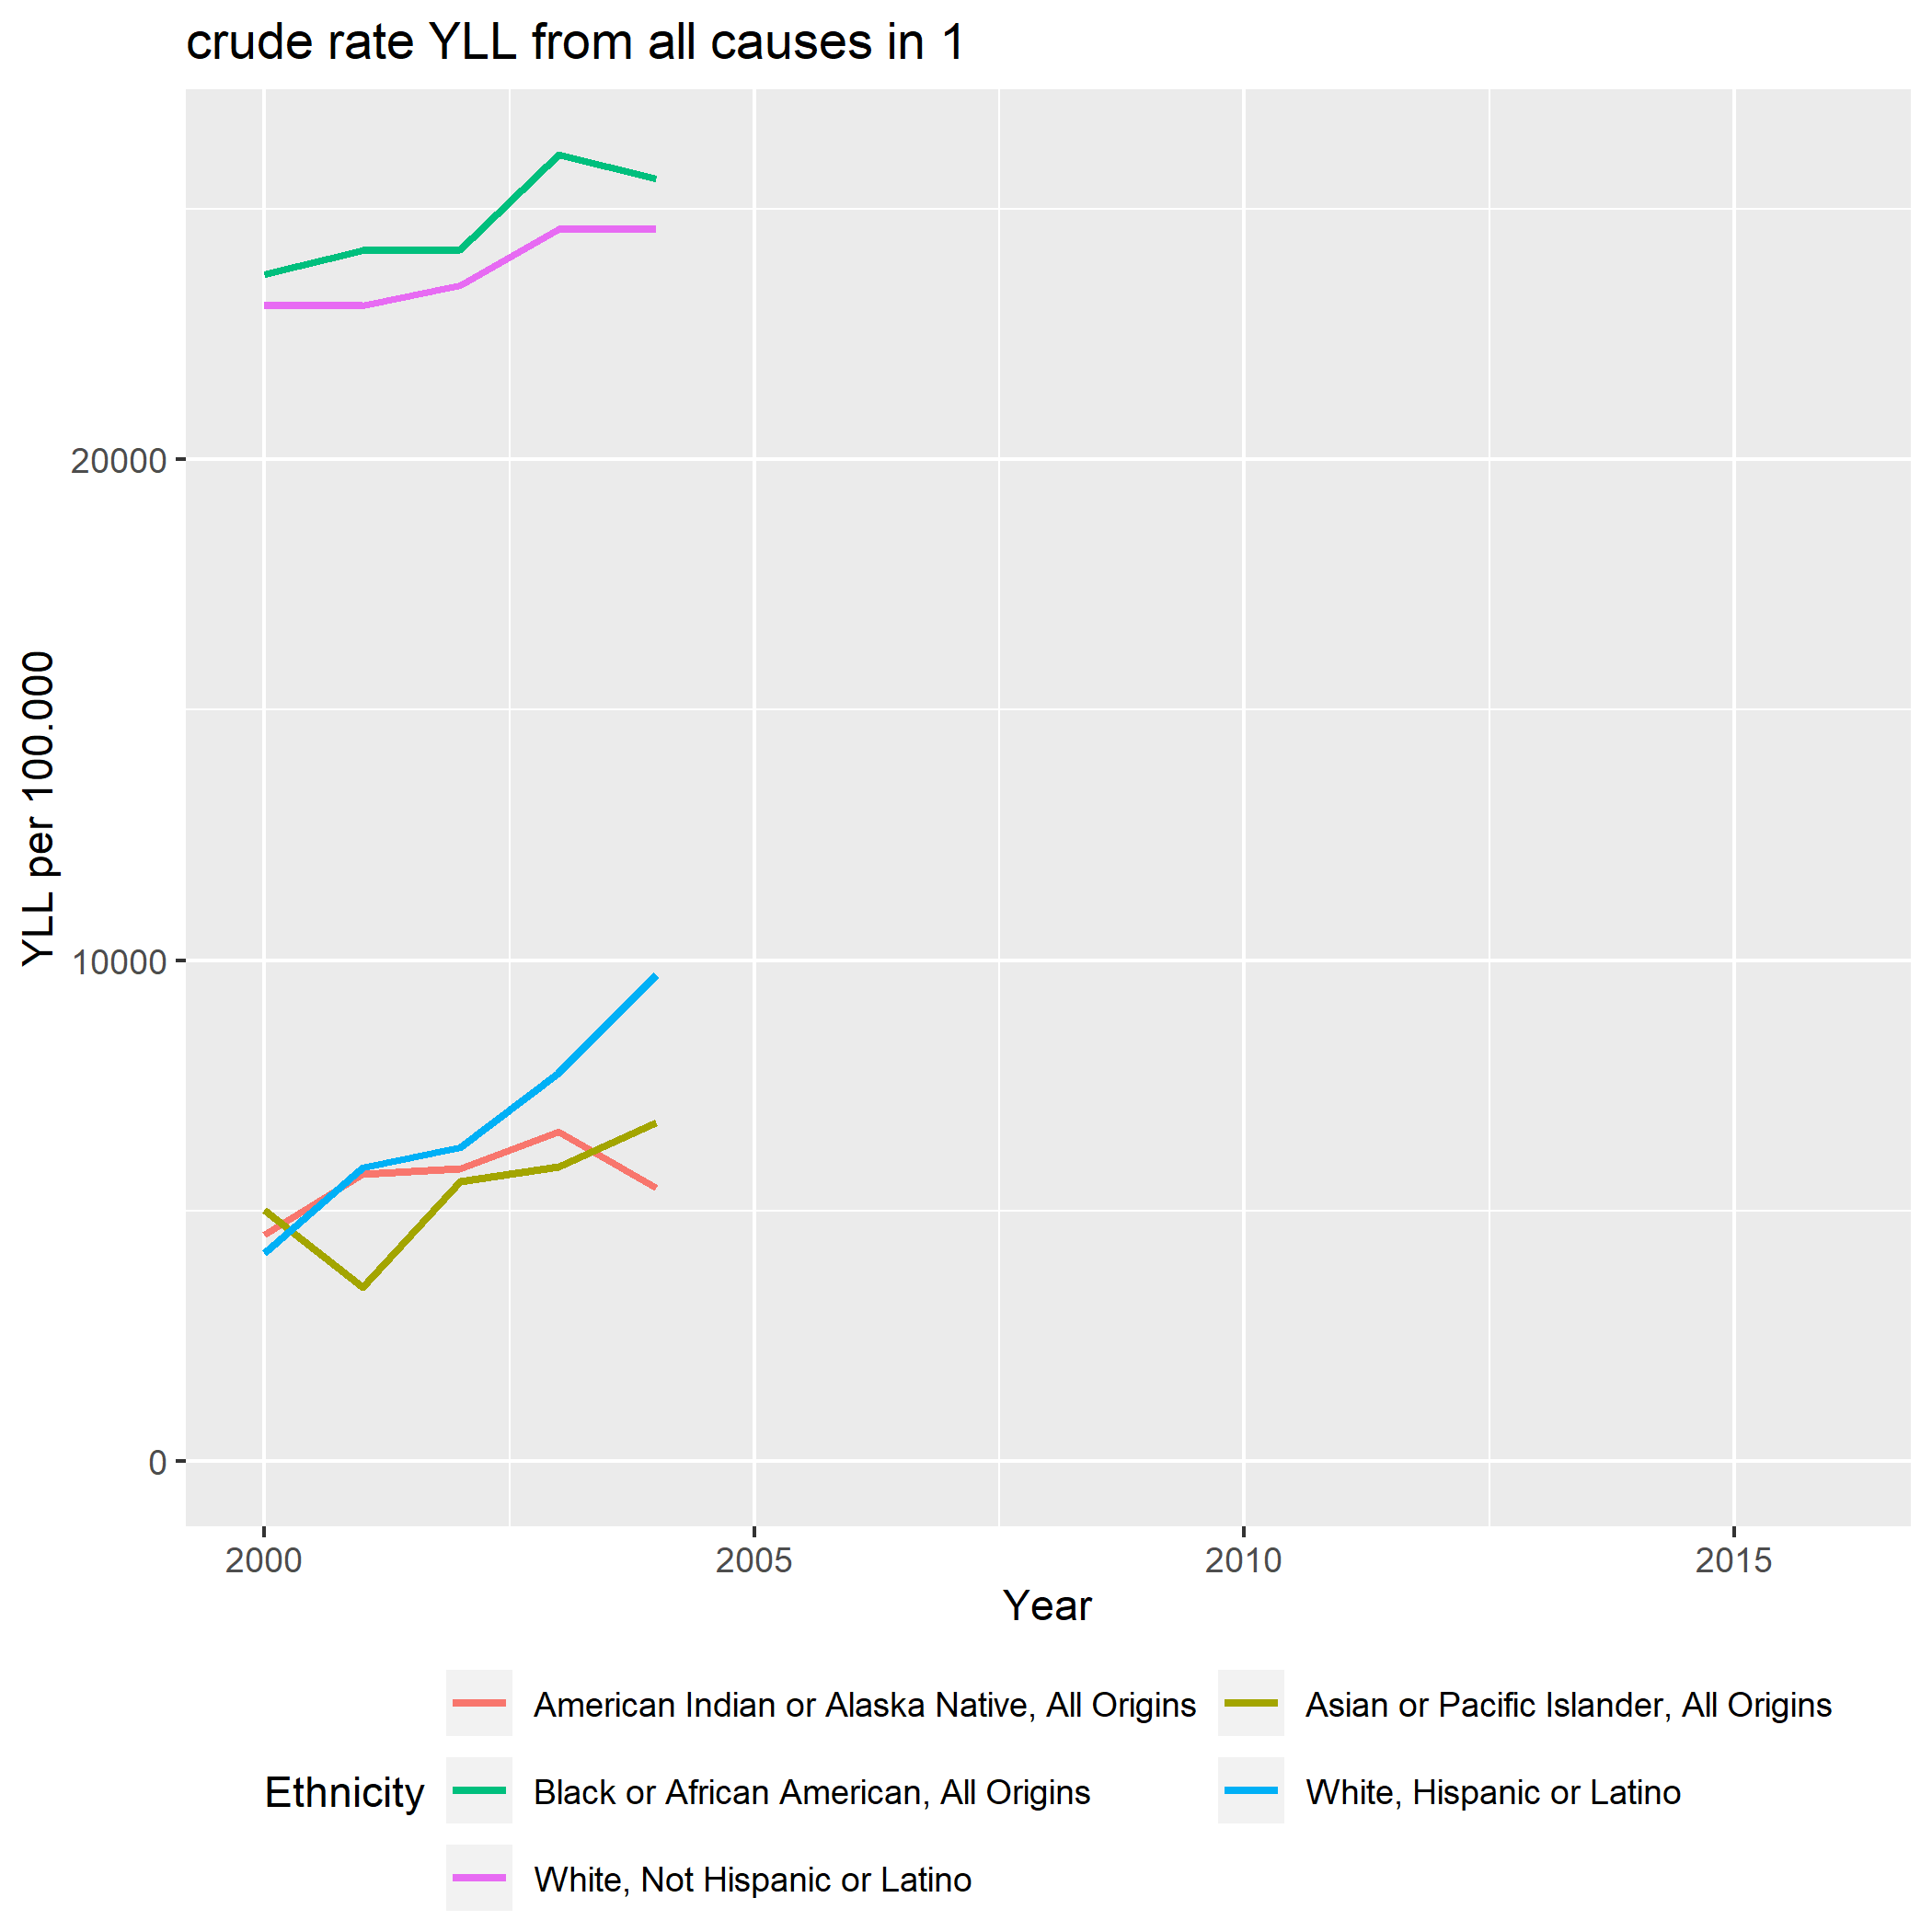 crude rate YLL from all causes in 1
YLL per 100.000
20000
10000
0
2000 2005 2010 2015
Year
Ethnicity
American Indian or Alaska Native, All Origins
Asian or Pacific Islander, All Origins
Black or African American, All Origins
White, Hispanic or Latino
White, Not Hispanic or Latino